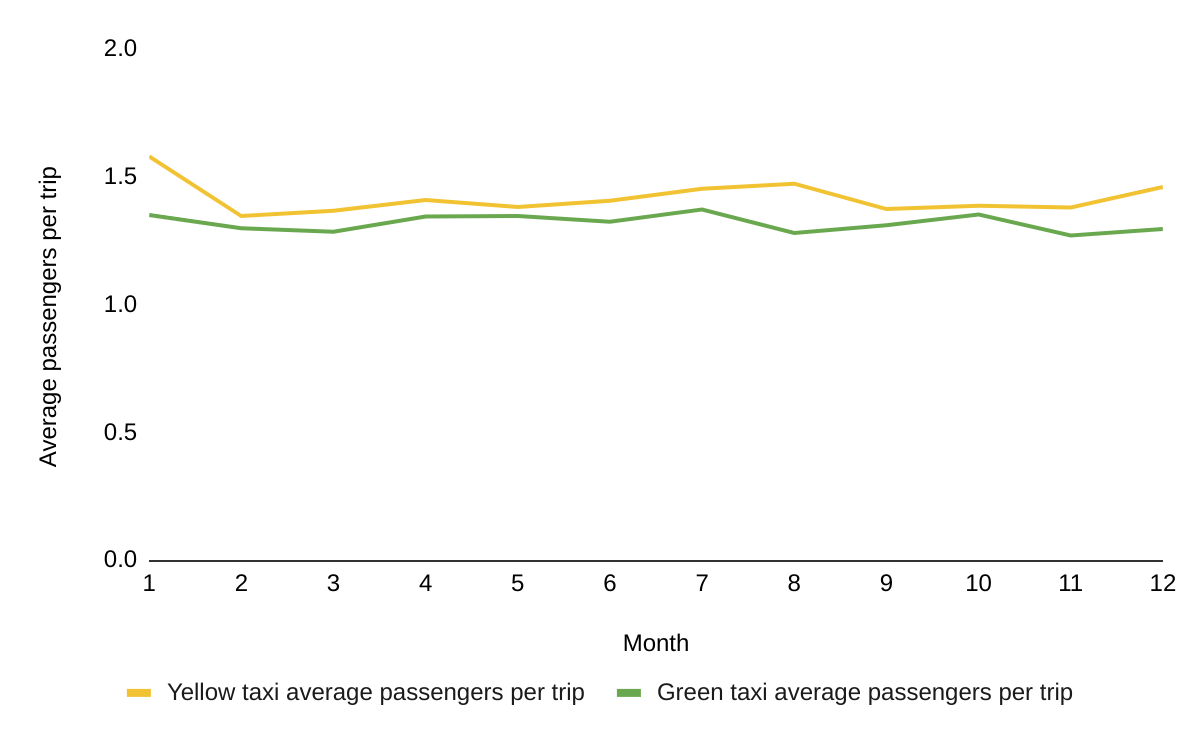 2.0
1.5
1.0
0.5
0.0
Average passengers per trip
1 2 3 4 5 6 7 8 9 10 11 12
Month
Yellow taxi average passengers per trip Green taxi average passengers per trip